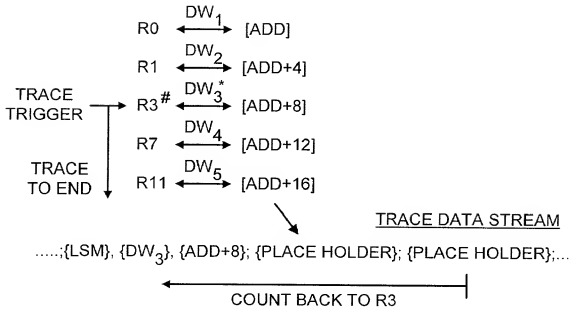 R0 DW1 [ADD]
R1 DW2 [ADD+4]
TRACE TRIGGER R3# DW3* [ADD+8]
R7 DW4 [ADD+12]
TRACE TO END R11 DW5 [ADD+16]
TRACE DATA STREAM
.....;{LSM}, {DW3}, {ADD+8}; {PLACE HOLDER}; {PLACE HOLDER};...
COUNT BACK TO R3